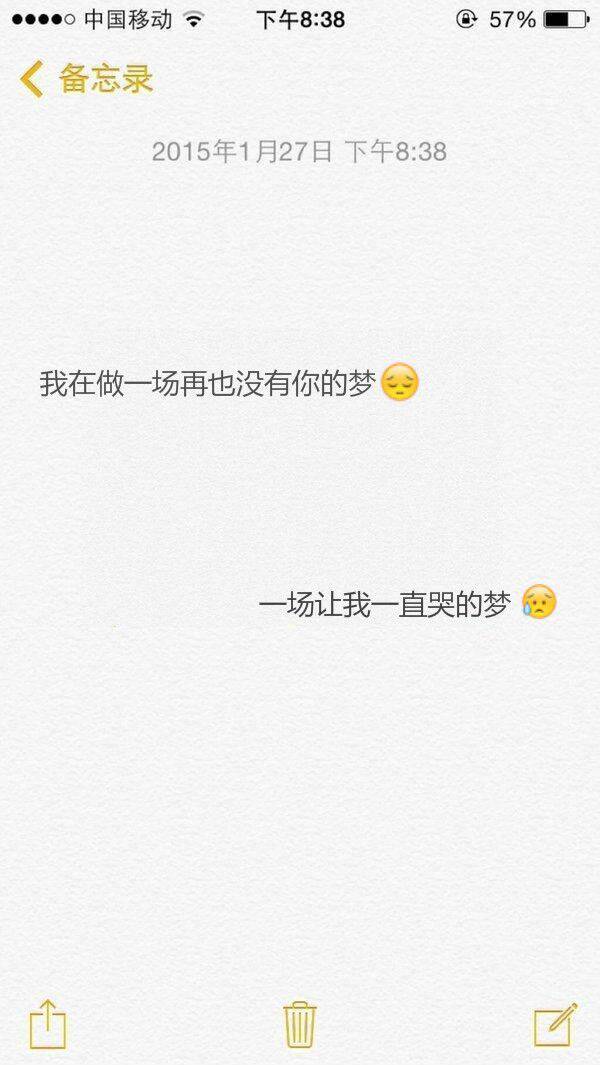 中国移动 下午8:38 57%
备忘录
2015年1月27日 下午8:38
我在做一场再也没有你的梦😔
一场让我一直哭的梦 😥